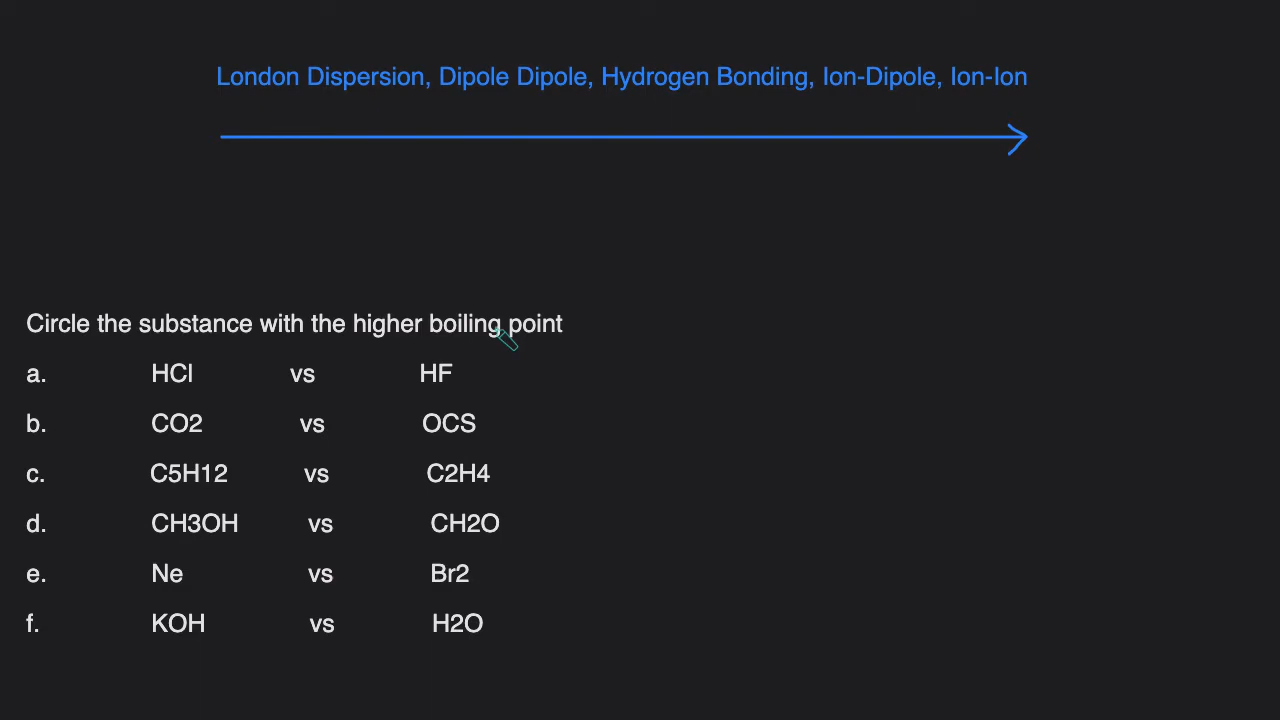 London Dispersion, Dipole Dipole, Hydrogen Bonding, Ion-Dipole, Ion-Ion
Circle the substance with the higher boiling point
a. HCl vs HF
b. CO2 vs OCS
c. C5H12 vs C2H4
d. CH3OH vs CH2O
e. Ne vs Br2
f. KOH vs H2O